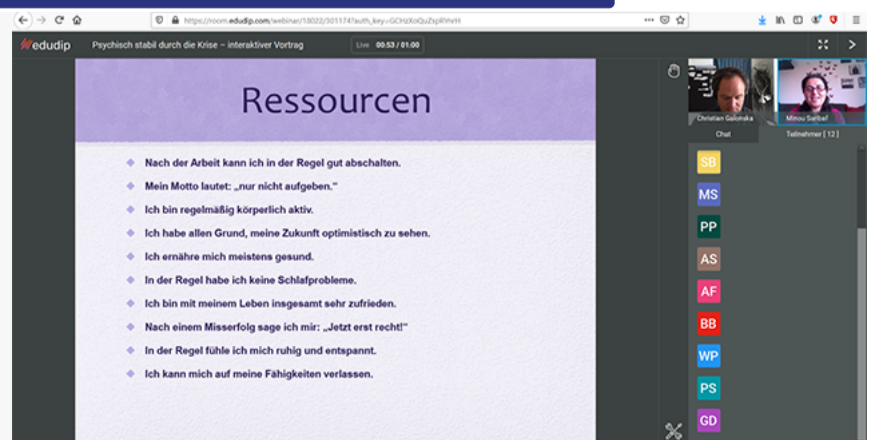 https://room.edudip.com/webinar/18022/301174?auth_key=
edudip
Psychisch stabil durch die Krise – interaktiver Vortrag
Live 00:53 / 01:00
Ressourcen
Nach der Arbeit kann ich in der Regel gut abschalten.
Mein Motto lautet: „nur nicht aufgeben.“
Ich bin regelmäßig körperlich aktiv.
Ich habe allen Grund, meine Zukunft optimistisch zu sehen.
Ich ernähre mich meistens gesund.
In der Regel habe ich keine Schlafprobleme.
Ich bin mit meinem Leben insgesamt sehr zufrieden.
Nach einem Misserfolg sage ich mir: „Jetzt erst recht!“
In der Regel fühle ich mich ruhig und entspannt.
Ich kann mich auf meine Fähigkeiten verlassen.
Christian Galonska
Minou Saribaf
Chat
Teilnehmer [ 12 ]
SB
MS
PP
AS
AF
BB
WP
PS
GD